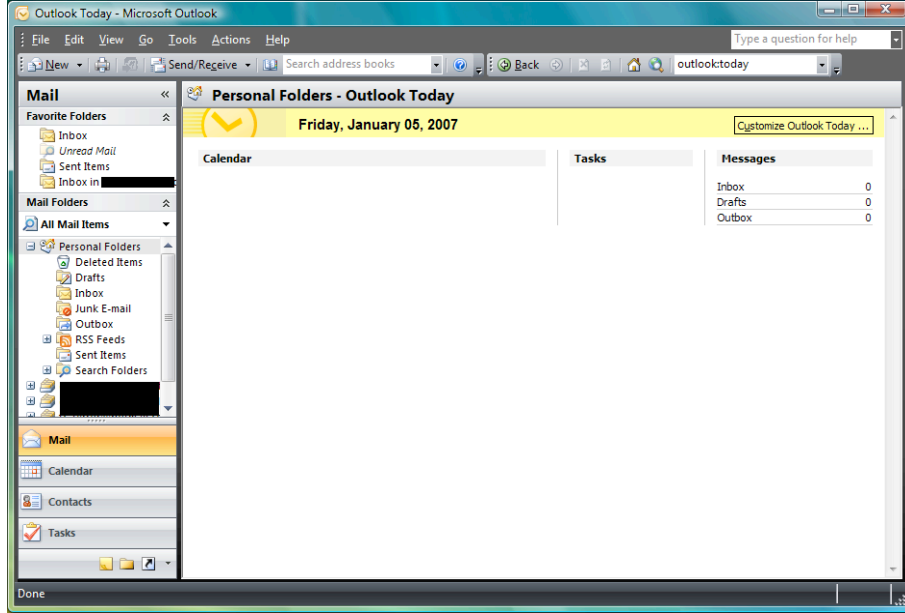 Outlook Today - Microsoft Outlook
File Edit View Go Tools Actions Help
Type a question for help
New Send/Receive Search address books Back outlook:today
Mail «
Personal Folders - Outlook Today
Favorite Folders
Inbox
Unread Mail
Sent Items
Inbox in
Mail Folders
All Mail Items
Personal Folders
Deleted Items
Drafts
Inbox
Junk E-mail
Outbox
RSS Feeds
Sent Items
Search Folders
Mail
Calendar
Contacts
Tasks
Friday, January 05, 2007
Customize Outlook Today ...
Calendar
Tasks
Messages
Inbox 0
Drafts 0
Outbox 0
Done